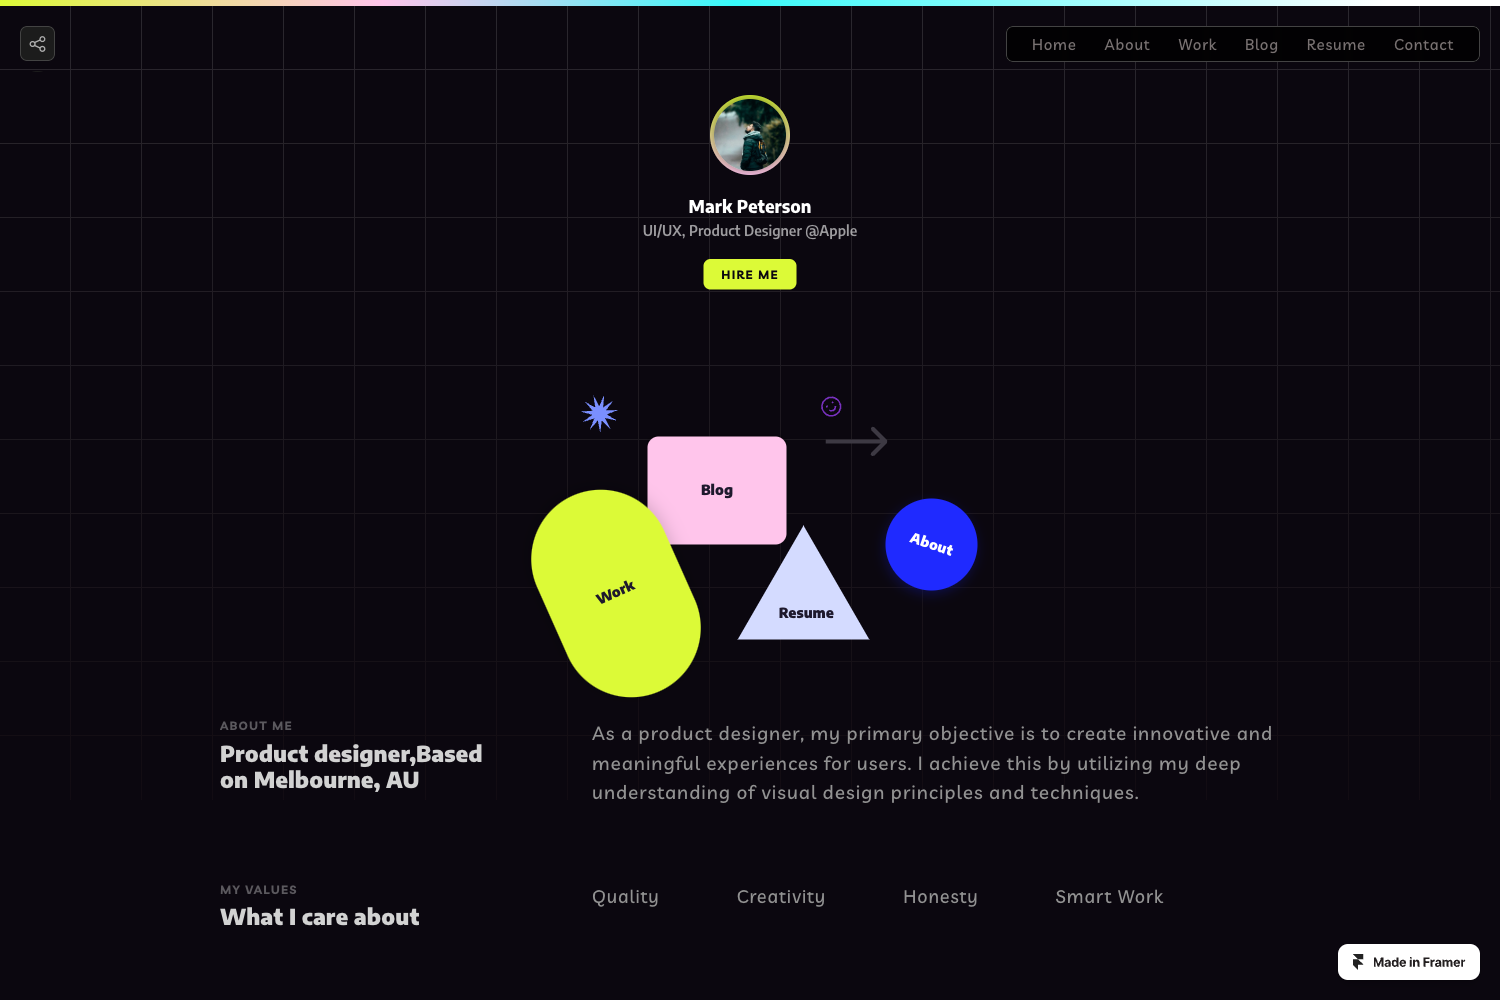 Home About Work Blog Resume Contact
Mark Peterson
UI/UX, Product Designer @Apple
HIRE ME
Blog
About
Work
Resume
ABOUT ME
Product designer,Based
on Melbourne, AU
As a product designer, my primary objective is to create innovative and
meaningful experiences for users. I achieve this by utilizing my deep
understanding of visual design principles and techniques.
MY VALUES
What I care about
Quality Creativity Honesty Smart Work
Made in Framer